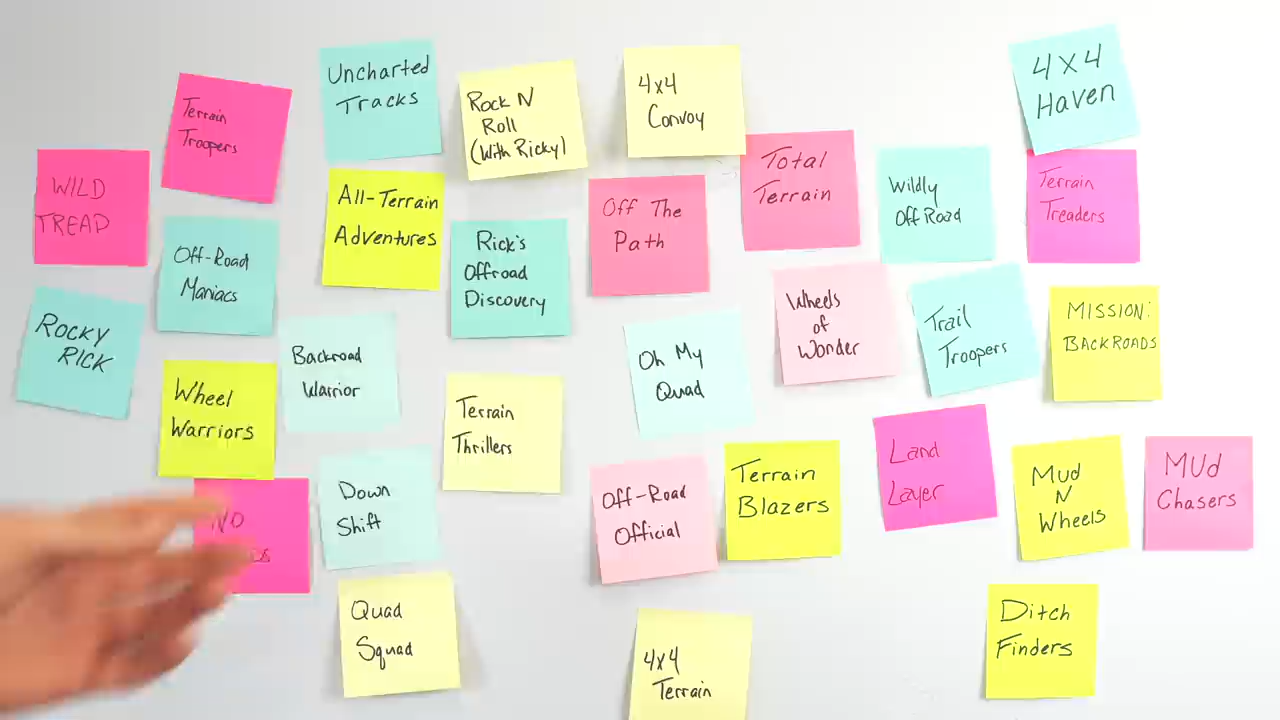 Terrain
Troopers
Uncharted
Tracks
Rock N
Roll
(With Ricky)
4x4
Convoy
4x4
Haven
WILD
TREAD
All-Terrain
Adventures
Off The
Path
Total
Terrain
Wildly
Off Road
Terrain
Treaders
Off-Road
Maniacs
Rick's
Offroad
Discovery
ROCKY
RICK
Backroad
Warrior
Oh My
Quad
Wheels
of
Wonder
Trail
Troopers
MISSION:
BACKROADS
Wheel
Warriors
Terrain
Thrillers
Land
Layer
NO
Down
Shift
Off-Road
Official
Terrain
Blazers
Mud
N
Wheels
MUd
Chasers
Quad
Squad
4x4
Terrain
Ditch
Finders